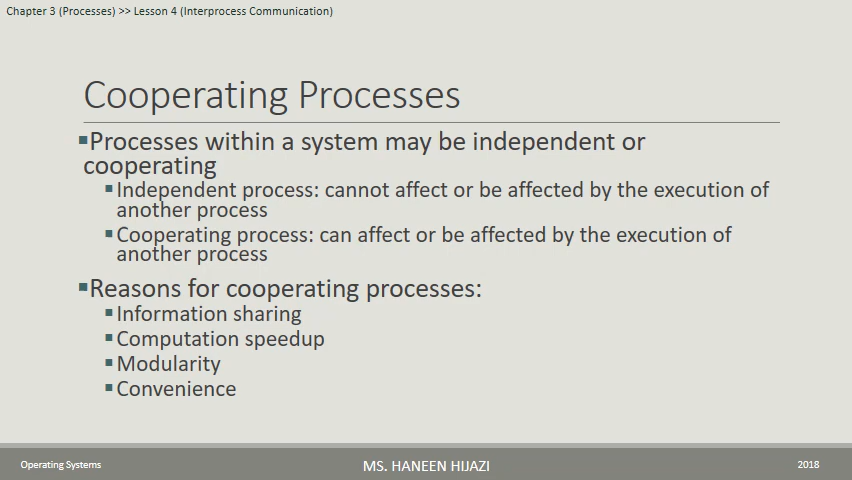 Chapter 3 (Processes) >> Lesson 4 (Interprocess Communication)
Cooperating Processes
▪Processes within a system may be independent or
cooperating
▪Independent process: cannot affect or be affected by the execution of
another process
▪Cooperating process: can affect or be affected by the execution of
another process
▪Reasons for cooperating processes:
▪Information sharing
▪Computation speedup
▪Modularity
▪Convenience
Operating Systems
MS. HANEEN HIJAZI
2018